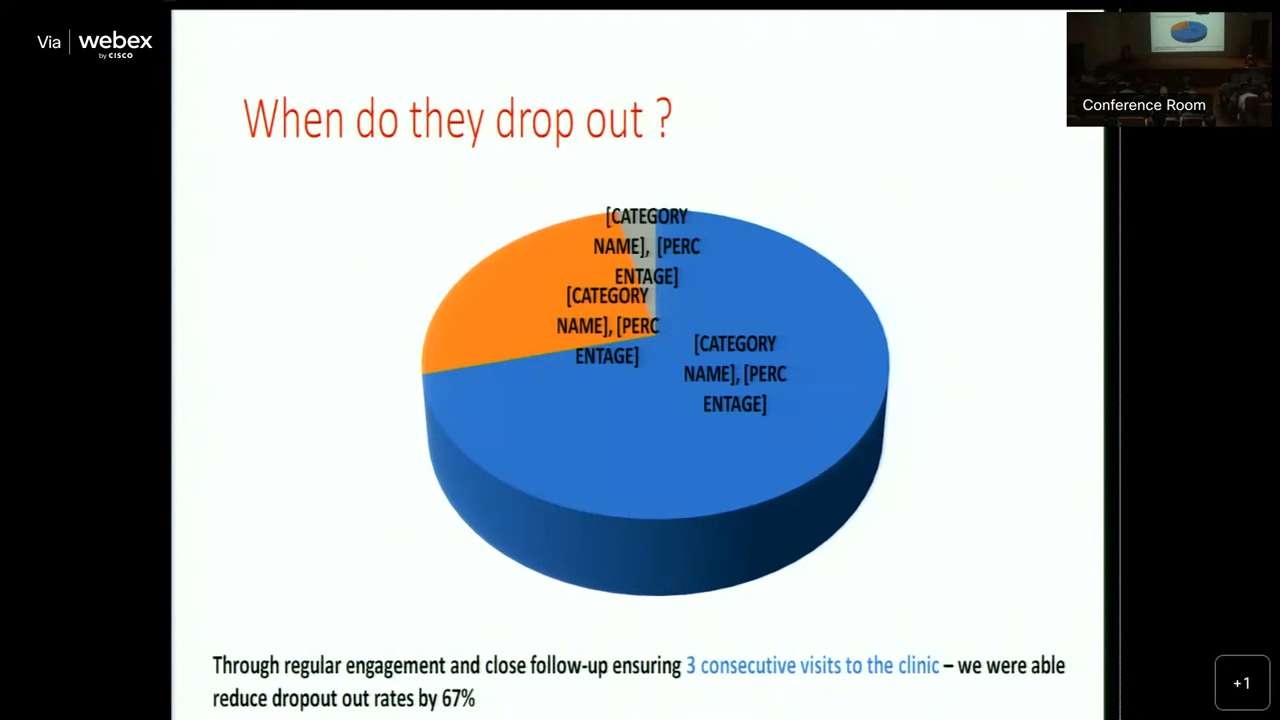 Via webex
by CISCO
Conference Room
When do they drop out ?
[CATEGORY
NAME], [PERC
ENTAGE]
[CATEGORY
NAME], [PERC
ENTAGE]
[CATEGORY
NAME], [PERC
ENTAGE]
Through regular engagement and close follow-up ensuring 3 consecutive visits to the clinic – we were able
reduce dropout out rates by 67%
+1